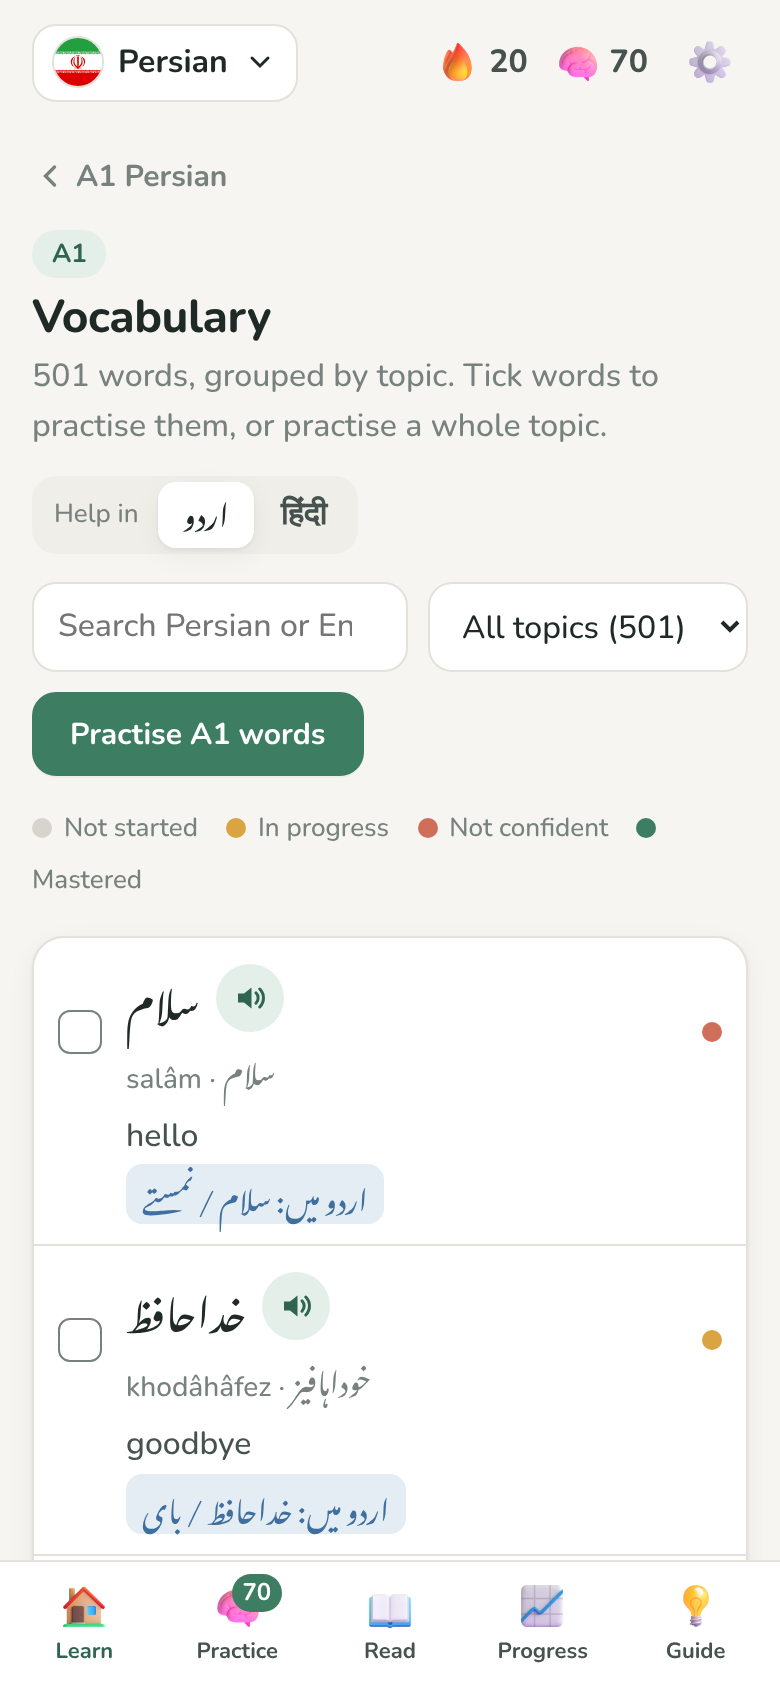 Persian
20
70
A1 Persian
A1
Vocabulary
501 words, grouped by topic. Tick words to
practise them, or practise a whole topic.
Help in اردو हिंदी
Search Persian or En
All topics (501)
Practise A1 words
Not started In progress Not confident
Mastered
سلام
salâm · سلام
hello
اردو میں: سلام / نمستے
خداحافظ
khodâhâfez · خوداہافیز
goodbye
اردو میں: خداحافظ / بای
70
Learn Practice Read Progress Guide